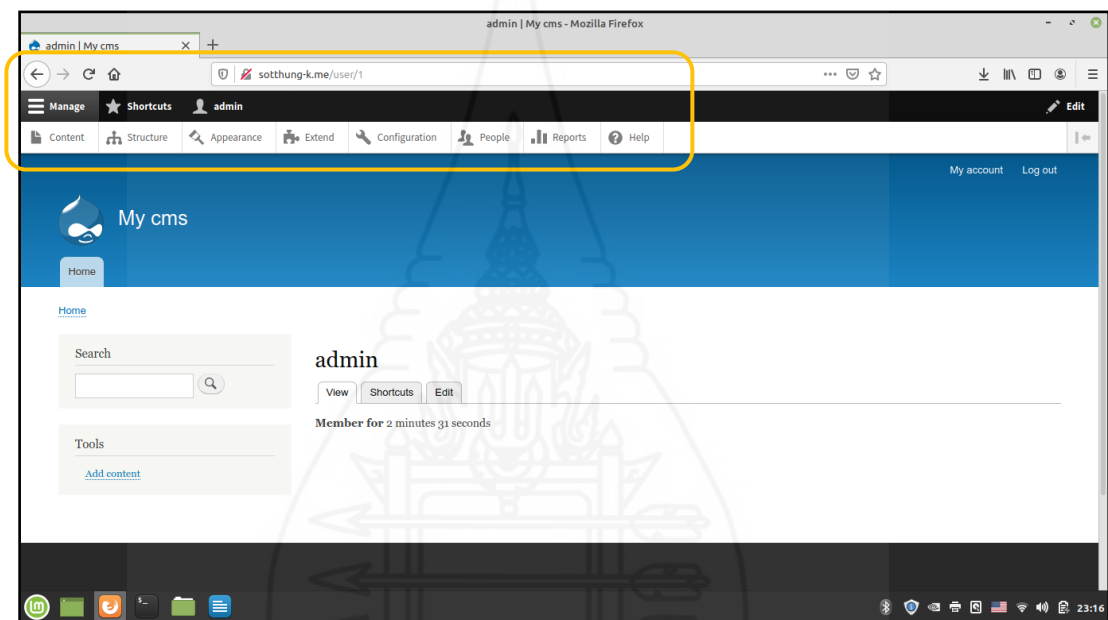 admin | My cms - Mozilla Firefox
admin | My cms
sotthung-k.me/user/1
Manage Shortcuts admin Edit
Content Structure Appearance Extend Configuration People Reports Help
My account Log out
My cms
Home
Home
Search
admin
View Shortcuts Edit
Member for 2 minutes 31 seconds
Tools
Add content
23:16